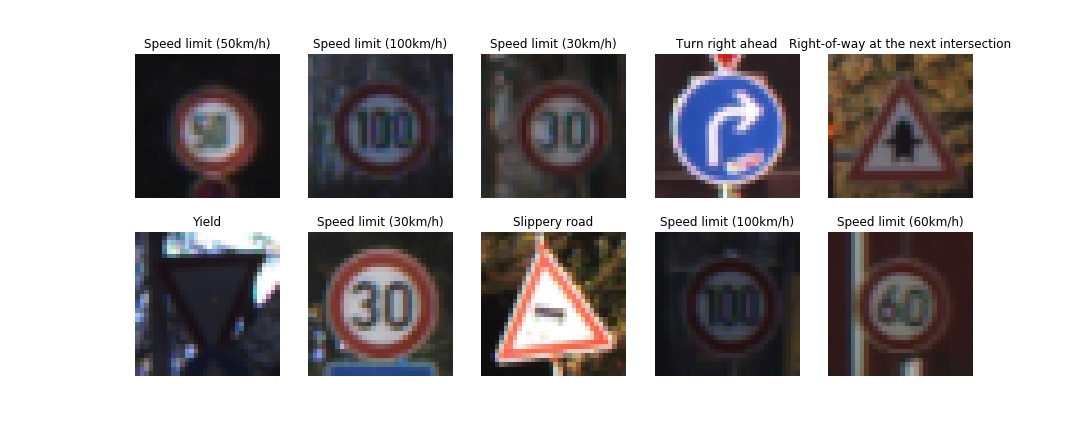 Speed limit (50km/h)
Speed limit (100km/h)
Speed limit (30km/h)
Turn right ahead
Right-of-way at the next intersection
50
100
30
Yield
Speed limit (30km/h)
Slippery road
Speed limit (100km/h)
Speed limit (60km/h)
30
100
60